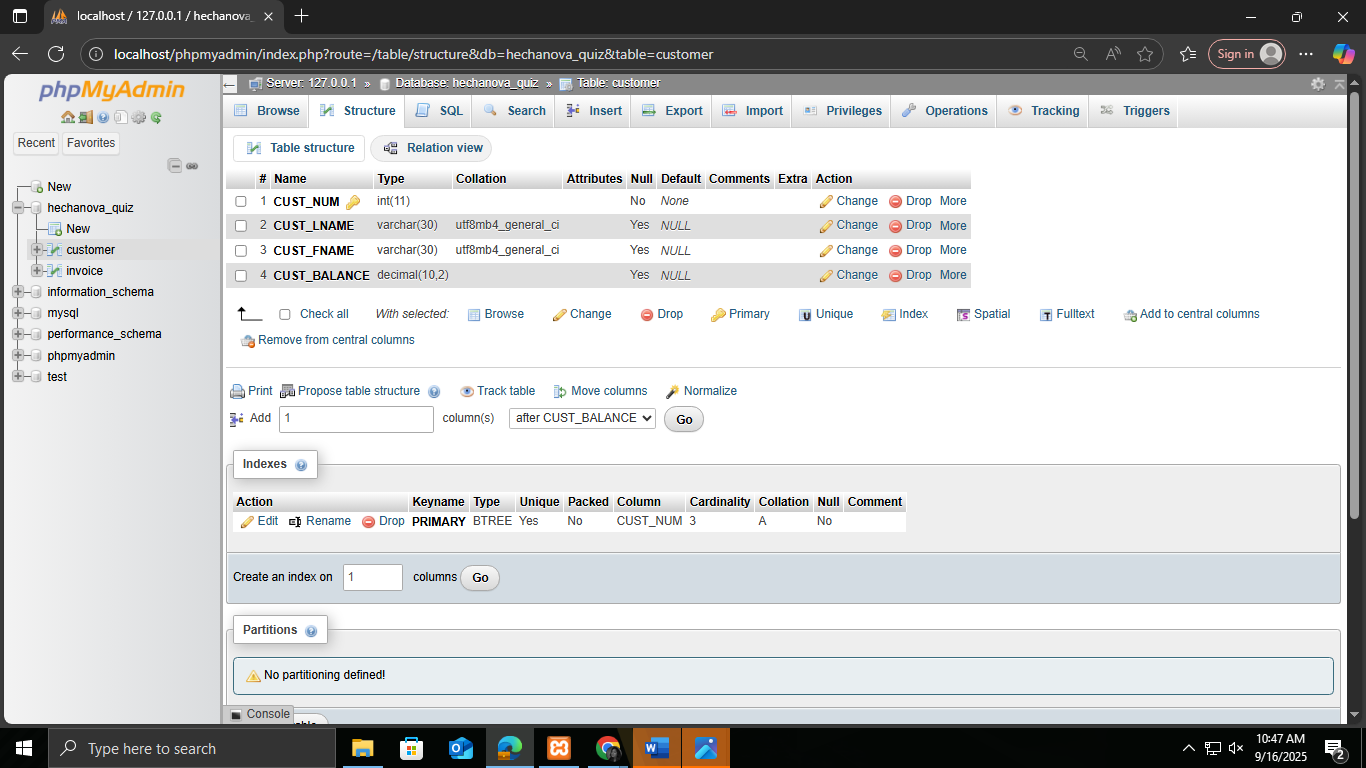 localhost / 127.0.0.1 / hechanova_
localhost/phpmyadmin/index.php?route=/table/structure&db=hechanova_quiz&table=customer
Sign in
phpMyAdmin
Recent Favorites
New
hechanova_quiz
New
customer
invoice
information_schema
mysql
performance_schema
phpmyadmin
test
Server: 127.0.0.1 » Database: hechanova_quiz » Table: customer
Browse Structure SQL Search Insert Export Import Privileges Operations Tracking Triggers
Table structure Relation view
# Name Type Collation Attributes Null Default Comments Extra Action
1 CUST_NUM int(11) No None Change Drop More
2 CUST_LNAME varchar(30) utf8mb4_general_ci Yes NULL Change Drop More
3 CUST_FNAME varchar(30) utf8mb4_general_ci Yes NULL Change Drop More
4 CUST_BALANCE decimal(10,2) Yes NULL Change Drop More
Check all With selected: Browse Change Drop Primary Unique Index Spatial Fulltext Add to central columns
Remove from central columns
Print Propose table structure Track table Move columns Normalize
Add 1 column(s) after CUST_BALANCE Go
Indexes
Action Keyname Type Unique Packed Column Cardinality Collation Null Comment
Edit Rename Drop PRIMARY BTREE Yes No CUST_NUM 3 A No
Create an index on 1 columns Go
Partitions
No partitioning defined!
Console
Type here to search
10:47 AM
9/16/2025
2